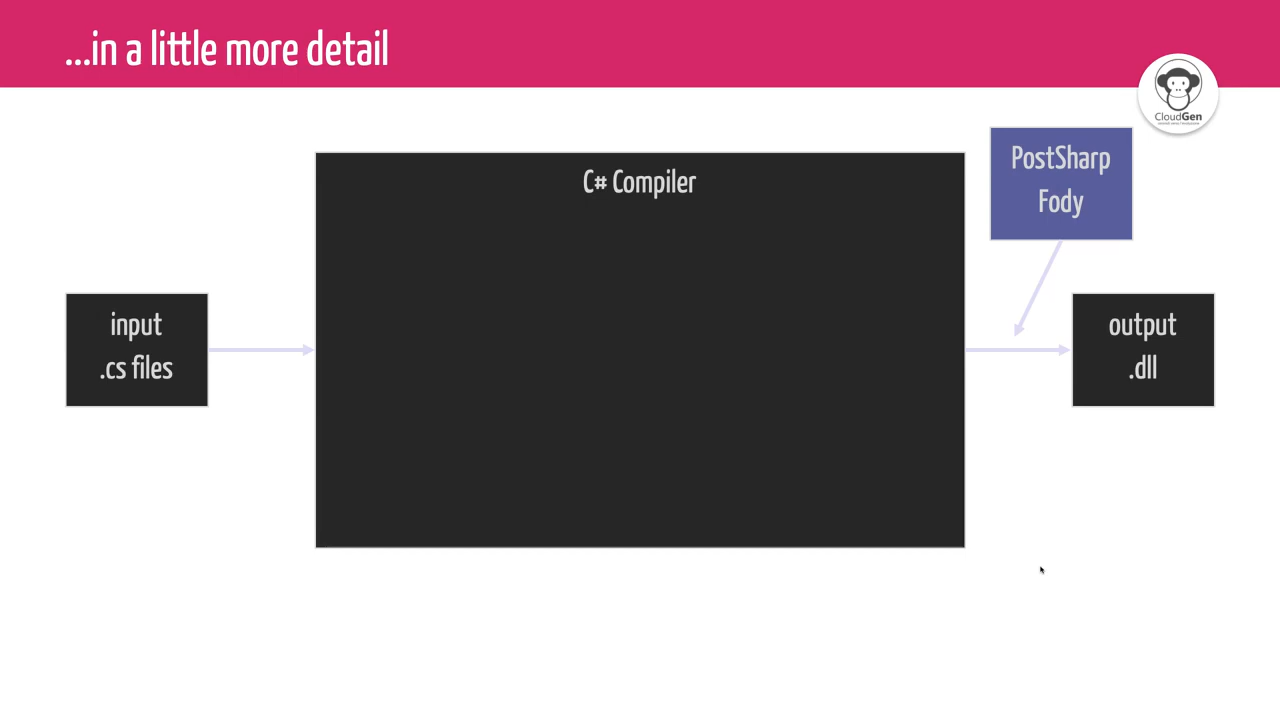 ...in a little more detail
CloudGen
PostSharp
Fody
C# Compiler
input
.cs files
output
.dll